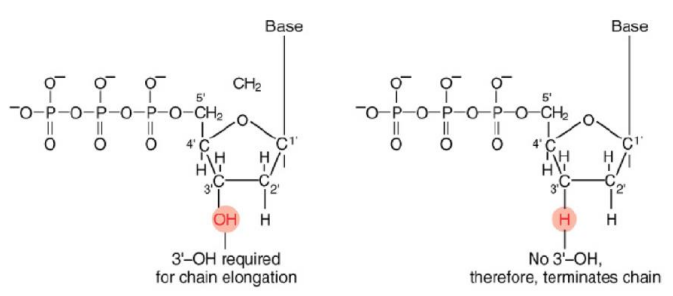 Base
O⁻ O⁻ O⁻ CH₂
⁻O–P–O–P–O–P–O–CH₂ 5' O
O O O 4' C C 1'
H H H
3' C C 2'
OH H
3'–OH required
for chain elongation
Base
O⁻ O⁻ O⁻
⁻O–P–O–P–O–P–O–CH₂ 5' O
O O O 4' C C 1'
H H H
3' C C 2'
H H
No 3'–OH,
therefore, terminates chain